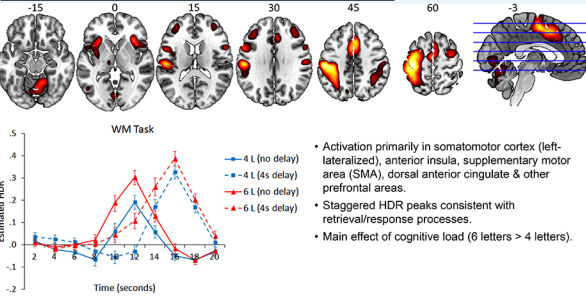 -15 0 15 30 45 60 -3
WM Task
.5
.4
.3
.2
.1
0
-.1
-.2
Estimated HDR
2 4 6 8 10 12 14 16 18 20
Time (seconds)
4 L (no delay)
4 L (4s delay)
6 L (no delay)
6 L (4s delay)
• Activation primarily in somatomotor cortex (left-
lateralized), anterior insula, supplementary motor
area (SMA), dorsal anterior cingulate & other
prefrontal areas.
• Staggered HDR peaks consistent with
retrieval/response processes.
• Main effect of cognitive load (6 letters > 4 letters).